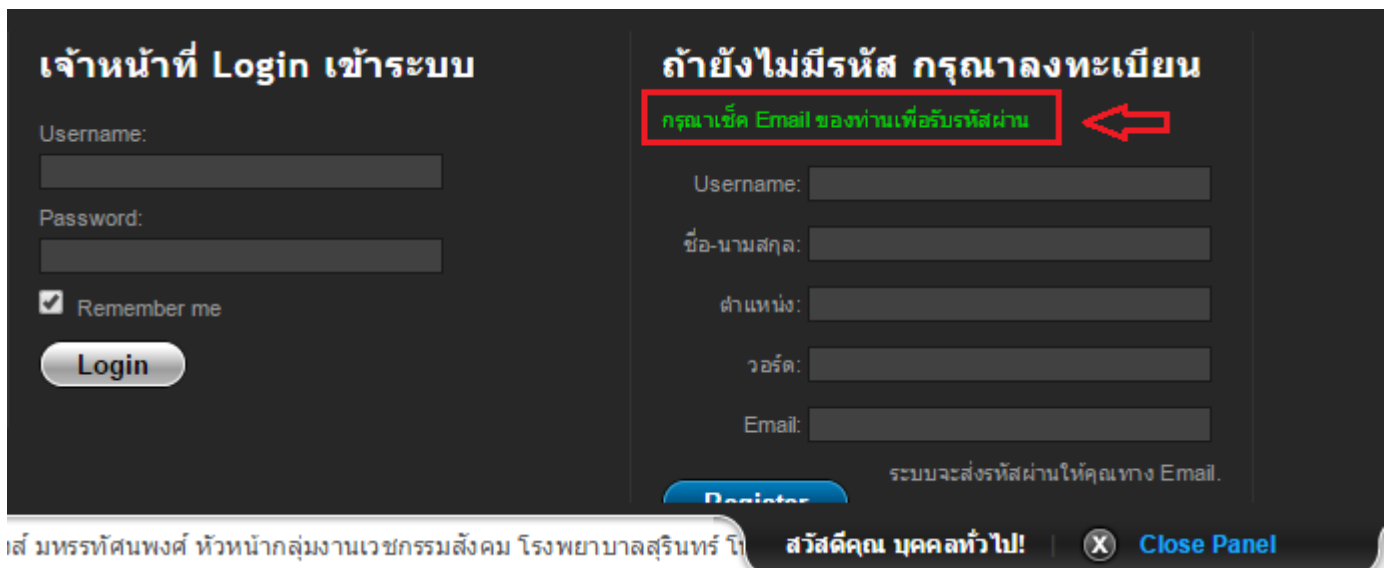 เจ้าหน้าที่ Login เข้าระบบ
Username:
Password:
Remember me
Login
ถ้ายังไม่มีรหัส กรุณาลงทะเบียน
กรุณาเช็ค Email ของท่านเพื่อรับรหัสผ่าน
Username:
ชื่อ-นามสกุล:
ตำแหน่ง:
วอร์ด:
Email:
ระบบจะส่งรหัสผ่านให้คุณทาง Email.
Register
มหรรทัศนพงศ์ หัวหน้ากลุ่มงานเวชกรรมสังคม โรงพยาบาลสุรินทร์
สวัสดีคุณ บุคคลทั่วไป! | X Close Panel